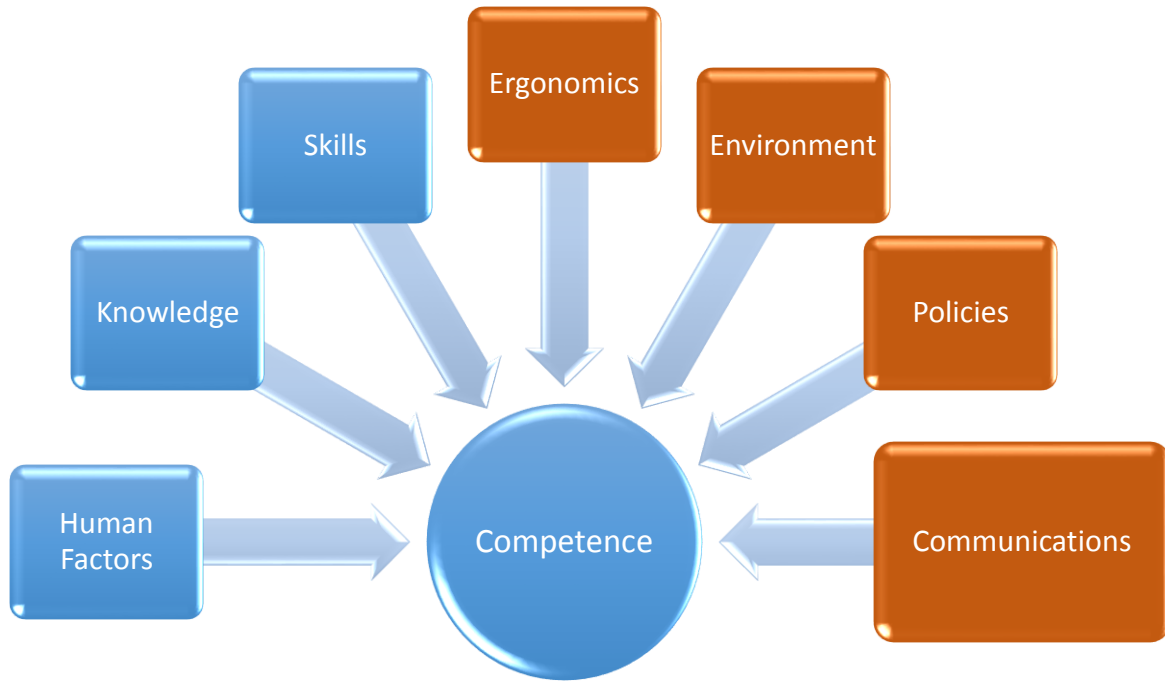 Ergonomics
Skills
Environment
Knowledge
Policies
Human
Factors
Competence
Communications